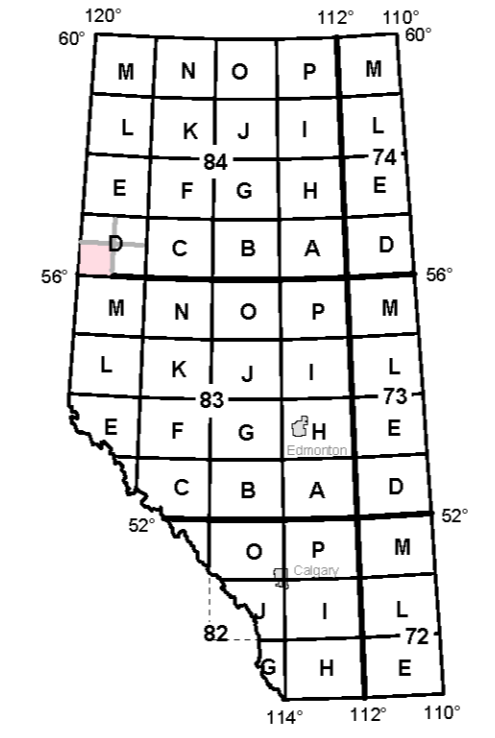 120° 112° 110°
60° 60°
M N O P M
L K J I L
84 74
E F G H E
D C B A D
56° 56°
M N O P M
L K J I L
83 73
E F G H E
Edmonton
C B A D
52° 52°
O P M
Calgary
J I L
82 72
G H E
114° 112° 110°